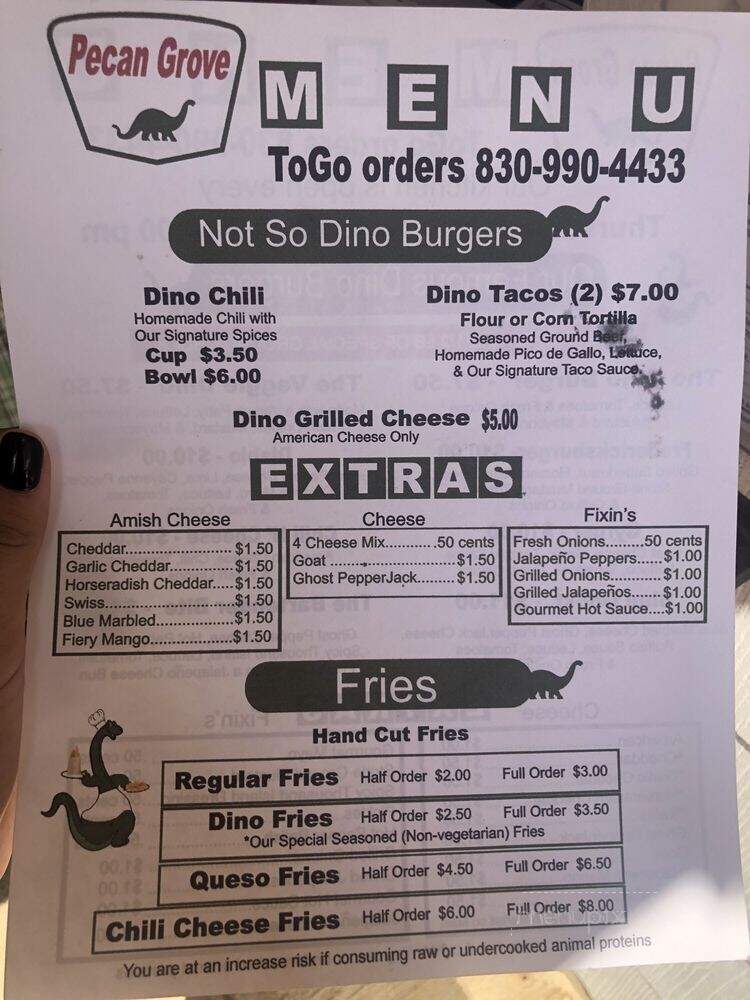 Pecan Grove
MENU
ToGo orders 830-990-4433
Not So Dino Burgers
Dino Chili
Homemade Chili with
Our Signature Spices
Cup $3.50
Bowl $6.00
Dino Tacos (2) $7.00
Flour or Corn Tortilla
Seasoned Ground Beef,
Homemade Pico de Gallo, Lettuce,
& Our Signature Taco Sauce.
Dino Grilled Cheese $5.00
American Cheese Only
EXTRAS
Amish Cheese
Cheddar........................$1.50
Garlic Cheddar..............$1.50
Horseradish Cheddar....$1.50
Swiss............................$1.50
Blue Marbled.................$1.50
Fiery Mango..................$1.50
Cheese
4 Cheese Mix...........50 cents
Goat ...........................$1.50
Ghost PepperJack........$1.50
Fixin's
Fresh Onions........50 cents
Jalapeño Peppers......$1.00
Grilled Onions............$1.00
Grilled Jalapeños.......$1.00
Gourmet Hot Sauce....$1.00
Fries
Hand Cut Fries
Regular Fries Half Order $2.00 Full Order $3.00
Dino Fries Half Order $2.50 Full Order $3.50
*Our Special Seasoned (Non-vegetarian) Fries
Queso Fries Half Order $4.50 Full Order $6.50
Chili Cheese Fries Half Order $6.00 Full Order $8.00
You are at an increase risk if consuming raw or undercooked animal proteins